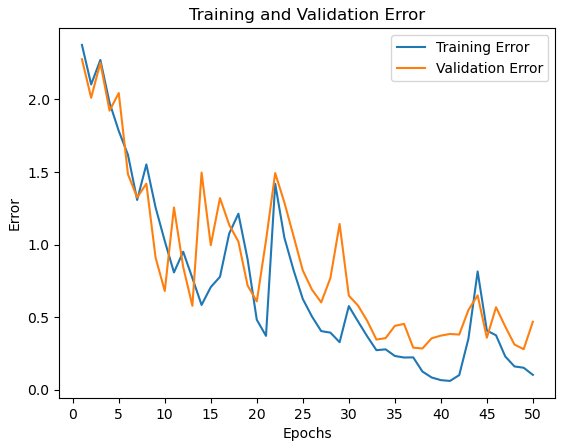 Training and Validation Error
Training Error
Validation Error
Error
2.0
1.5
1.0
0.5
0.0
0 5 10 15 20 25 30 35 40 45 50
Epochs